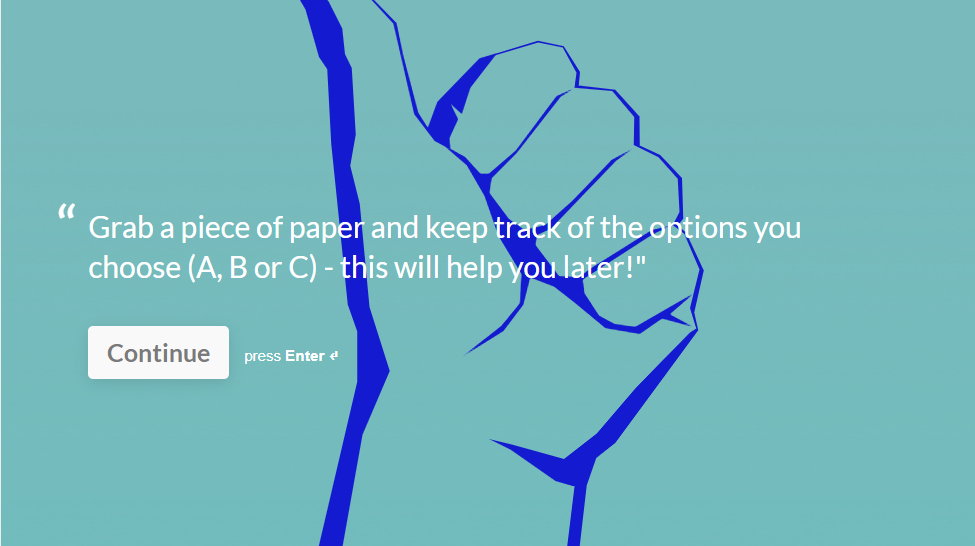 “ Grab a piece of paper and keep track of the options you
choose (A, B or C) - this will help you later!"
Continue press Enter ↵